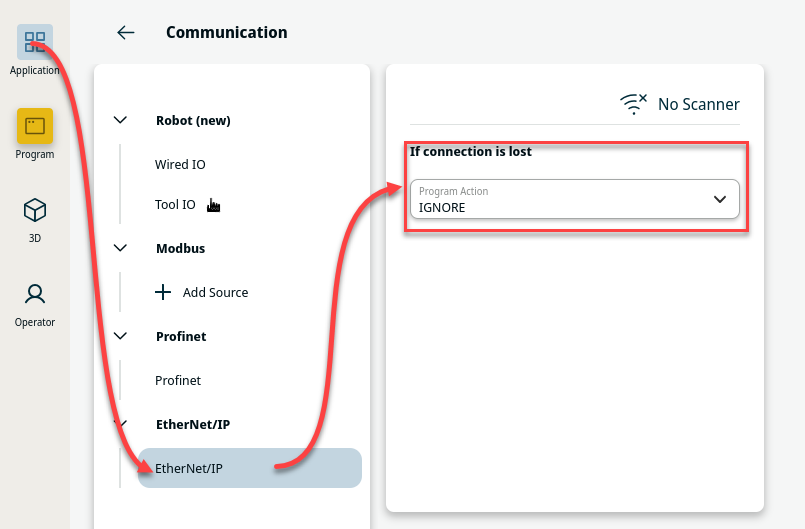 Communication
Application
Program
3D
Operator
Robot (new)
Wired IO
Tool IO
Modbus
Add Source
Profinet
Profinet
EtherNet/IP
EtherNet/IP
No Scanner
If connection is lost
Program Action
IGNORE